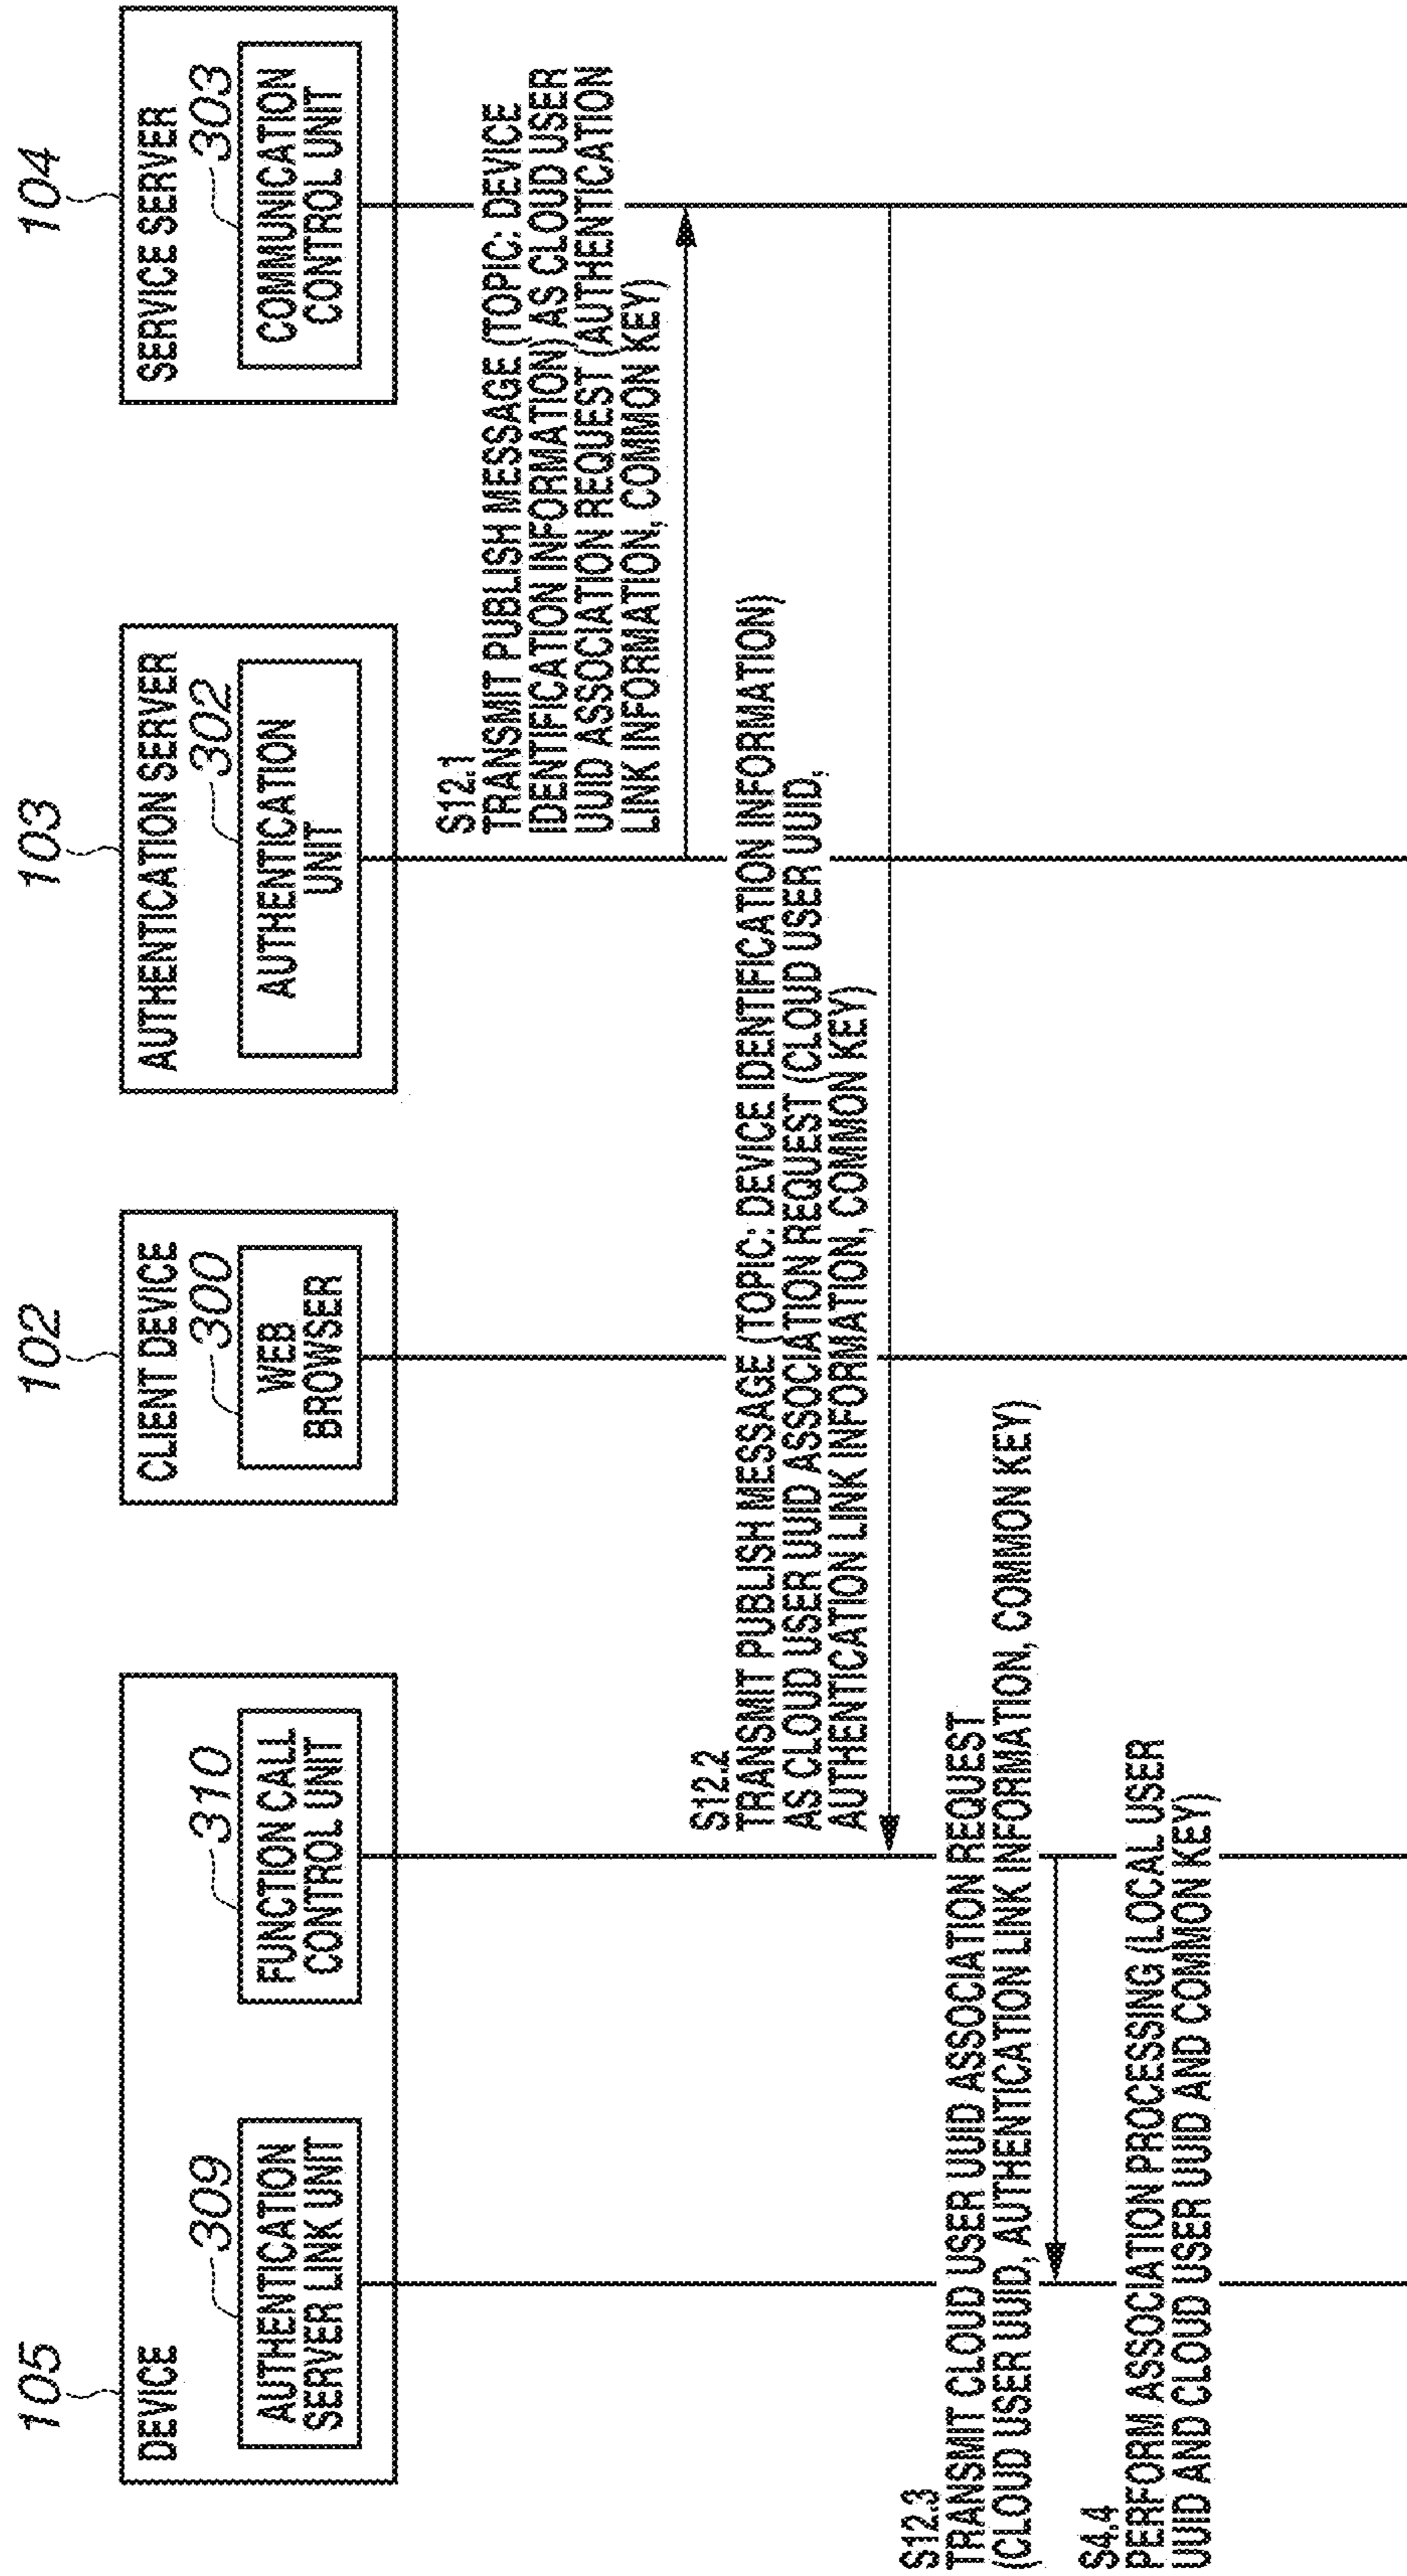 105
DEVICE
309
AUTHENTICATION
SERVER LINK UNIT
310
FUNCTION CALL
CONTROL UNIT
102
CLIENT DEVICE
300
WEB
BROWSER
103
AUTHENTICATION SERVER
302
AUTHENTICATION
UNIT
104
SERVICE SERVER
303
COMMUNICATION
CONTROL UNIT
S12.1
TRANSMIT PUBLISH MESSAGE (TOPIC: DEVICE
IDENTIFICATION INFORMATION) AS CLOUD USER
UUID ASSOCIATION REQUEST (AUTHENTICATION
LINK INFORMATION, COMMON KEY)
S12.2
TRANSMIT PUBLISH MESSAGE (TOPIC: DEVICE IDENTIFICATION INFORMATION)
AS CLOUD USER UUID ASSOCIATION REQUEST (CLOUD USER UUID,
AUTHENTICATION LINK INFORMATION, COMMON KEY)
S12.3
TRANSMIT CLOUD USER UUID ASSOCIATION REQUEST
(CLOUD USER UUID, AUTHENTICATION LINK INFORMATION, COMMON KEY)
S4.4
PERFORM ASSOCIATION PROCESSING (LOCAL USER
UUID AND CLOUD USER UUID AND COMMON KEY)